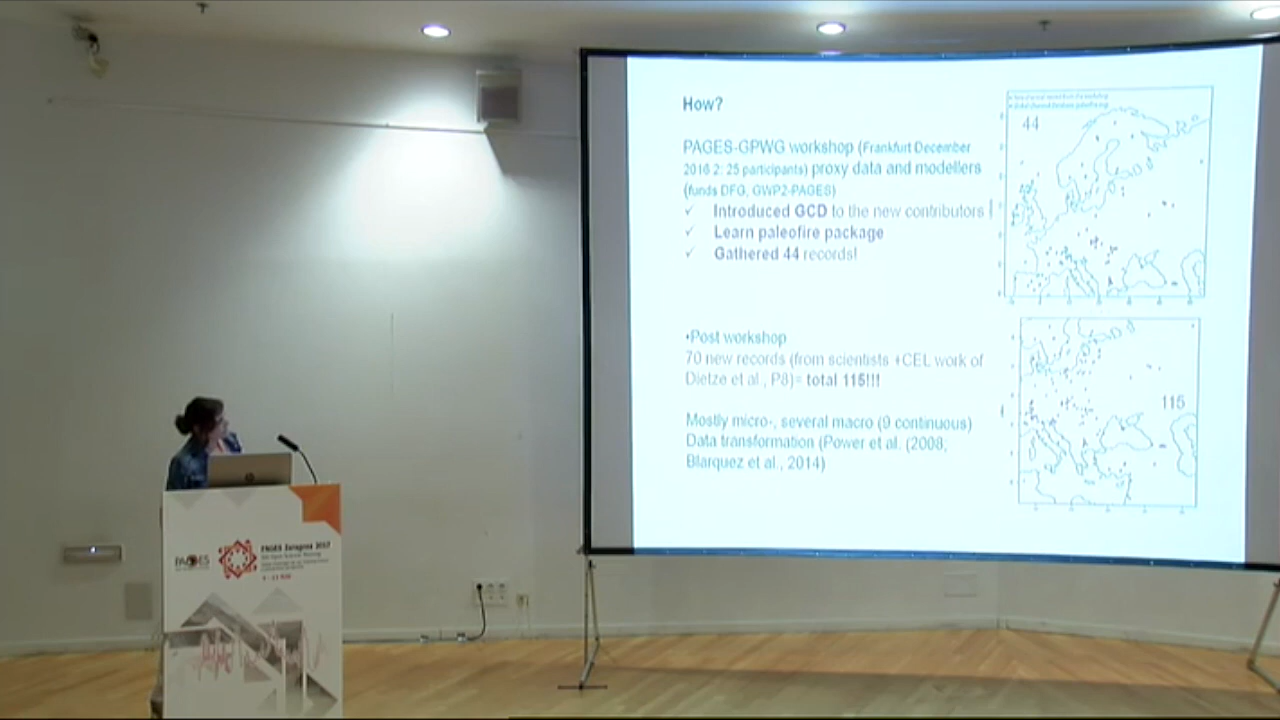 How?
PAGES-GPWG workshop (Frankfurt December
2016 2: 25 participants) proxy data and modellers
(funds DFG, GWP2-PAGES)
✓ Introduced GCD to the new contributors
✓ Learn paleofire package
✓ Gathered 44 records!
•Post workshop
70 new records (from scientists +CEL work of
Dietze et al., P8)= total 115!!!
Mostly micro-, several macro (9 continuous)
Data transformation (Power et al. (2008,
Blarquez et al., 2014)
44
115
PAGES
PAGES Zaragoza 2017